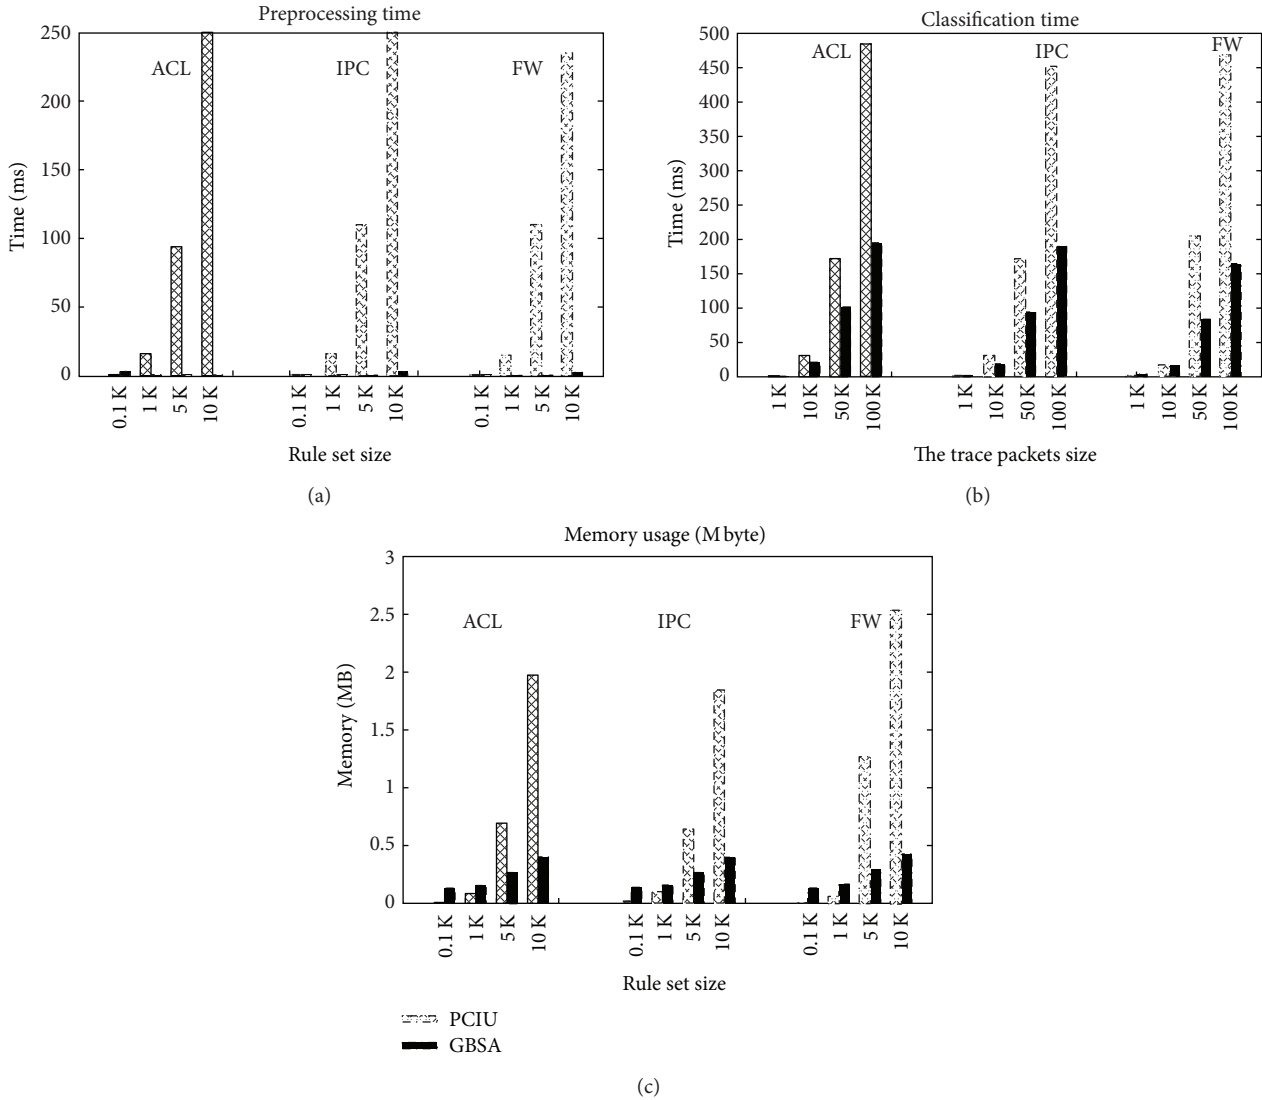 Preprocessing time
250
200
150
100
50
0
Time (ms)
ACL
IPC
FW
0.1 K
1 K
5 K
10 K
0.1 K
1 K
5 K
10 K
0.1 K
1 K
5 K
10 K
Rule set size
(a)
Classification time
500
450
400
350
300
250
200
150
100
50
0
Time (ms)
ACL
IPC
FW
1 K
10 K
50 K
100 K
1 K
10 K
50 K
100 K
1 K
10 K
50 K
100 K
The trace packets size
(b)
Memory usage (M byte)
3
2.5
2
1.5
1
0.5
0
Memory (MB)
ACL
IPC
FW
0.1 K
1 K
5 K
10 K
0.1 K
1 K
5 K
10 K
0.1 K
1 K
5 K
10 K
Rule set size
PCIU
GBSA
(c)